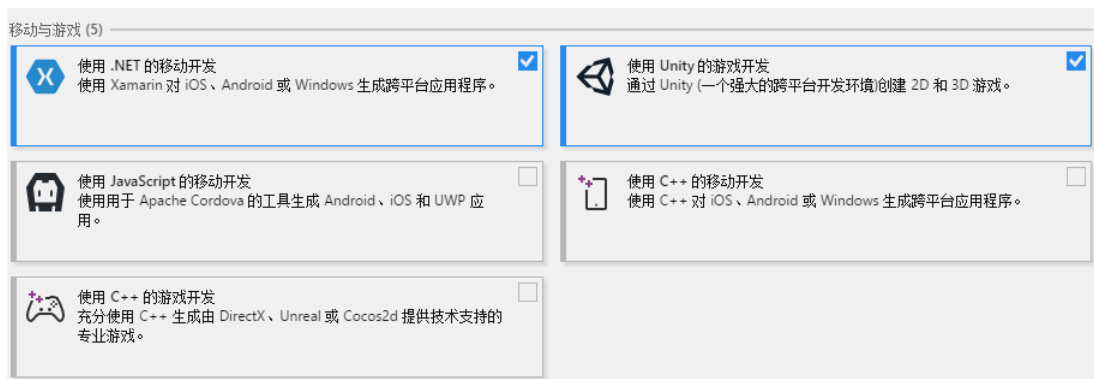 移动与游戏 (5)
使用 .NET 的移动开发
使用 Xamarin 对 iOS、Android 或 Windows 生成跨平台应用程序。
使用 Unity 的游戏开发
通过 Unity (一个强大的跨平台开发环境)创建 2D 和 3D 游戏。
使用 JavaScript 的移动开发
使用用于 Apache Cordova 的工具生成 Android、iOS 和 UWP 应
用。
使用 C++ 的移动开发
使用 C++ 对 iOS、Android 或 Windows 生成跨平台应用程序。
使用 C++ 的游戏开发
充分使用 C++ 生成由 DirectX、Unreal 或 Cocos2d 提供技术支持的
专业游戏。